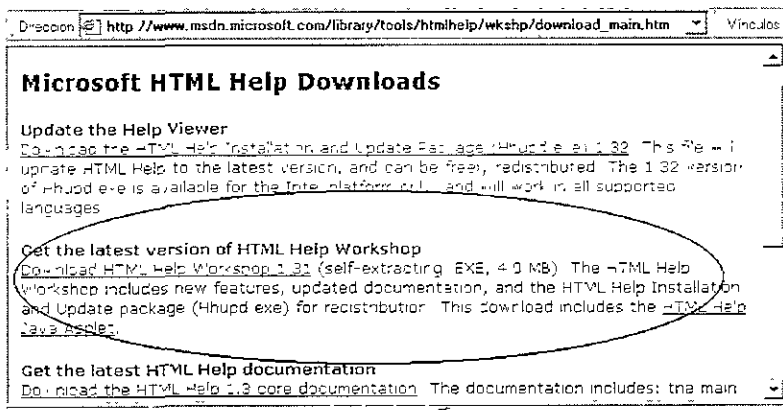 Direccion http://www.msdn.microsoft.com/library/tools/htmlhelp/wkshp/download_main.htm Vínculos
Microsoft HTML Help Downloads
Update the Help Viewer
Download the HTML Help Installation and Update Package (Hhupd.exe) 1.32 This file will
update HTML Help to the latest version, and can be freely redistributed The 1 32 version
of Hhupd exe is available for the Intel platform only and will work in all supported
languages
Get the latest version of HTML Help Workshop
Download HTML Help Workshop (self-extracting EXE, MB) The HTML Help
Workshop includes new features, updated documentation, and the HTML Help Installation
and Update package (Hhupd exe) for redistribution This download includes the HTML Help
Java Applet.
Get the latest HTML Help documentation
Download the HTML Help 1.3 core documentation The documentation includes: the main